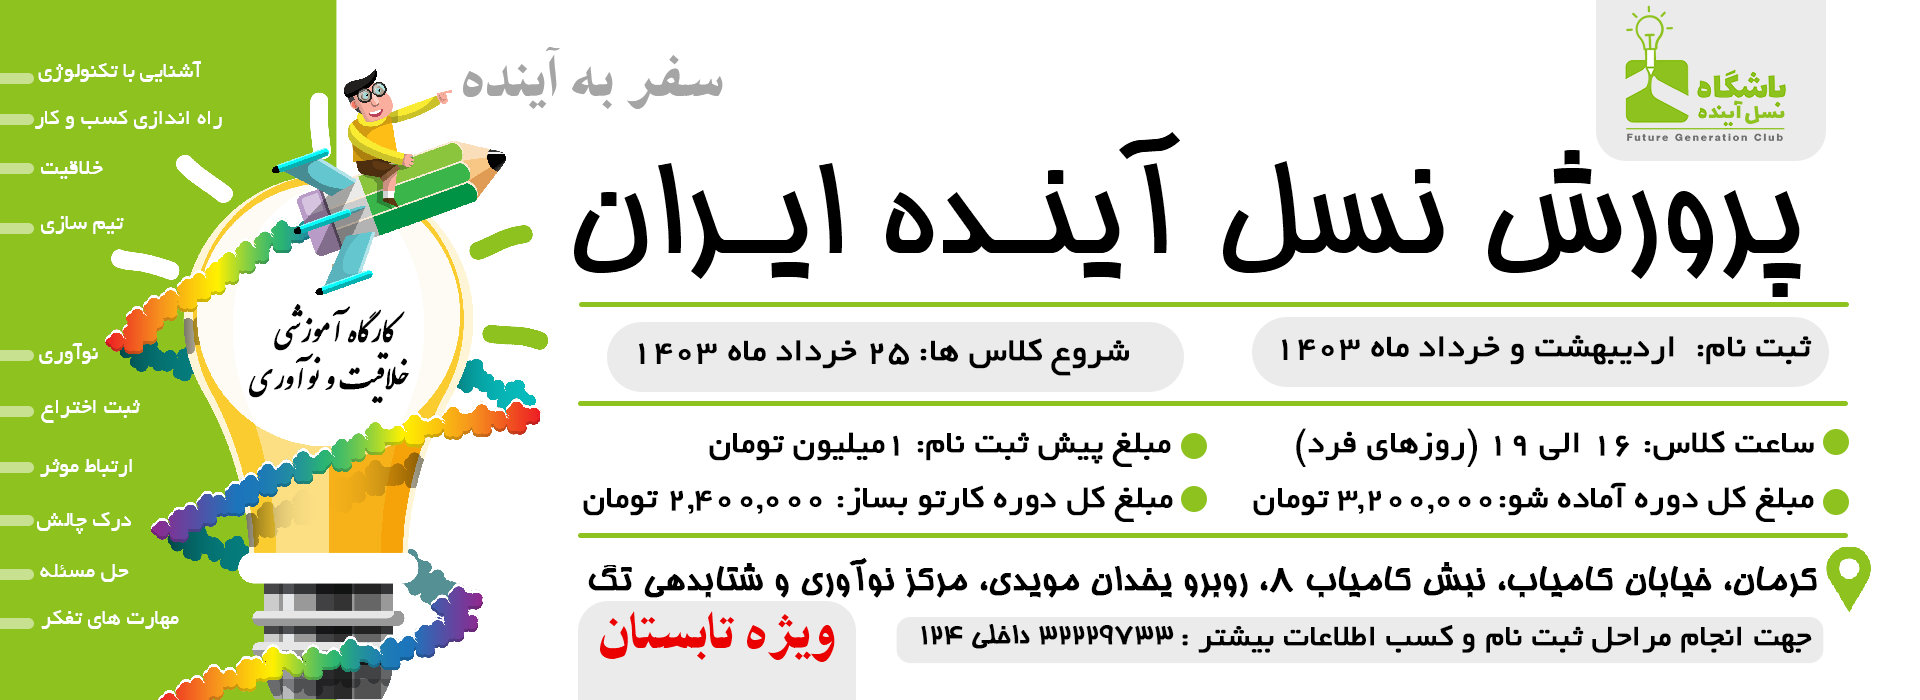 باشگاه
نسل آینده
Future Generation Club
سفر به آینده
پرورش نسل آینده ایران
ثبت نام: اردیبهشت و خرداد ماه ۱۴۰۳
شروع کلاس ها: ۲۵ خرداد ماه ۱۴۰۳
ساعت کلاس: ۱۶ الی ۱۹ (روزهای فرد)
مبلغ پیش ثبت نام: ۱میلیون تومان
مبلغ کل دوره آماده شو:۳,۲۰۰,۰۰۰ تومان
مبلغ کل دوره کارتو بساز: ۲,۴۰۰,۰۰۰ تومان
کرمان، خیابان کامیاب، نبش کامیاب ۸، روبرو یخدان مویدی، مرکز نوآوری و شتابدهی تگ
جهت انجام مراحل ثبت نام و کسب اطلاعات بیشتر : ۳۲۲۲۹۷۳۳ داخلی ۱۲۴
ویژه تابستان
کارگاه آموزشی
خلاقیت و نوآوری
آشنایی با تکنولوژی
راه اندازی کسب و کار
خلاقیت
تیم سازی
نوآوری
ثبت اختراع
ارتباط موثر
درک چالش
حل مسئله
مهارت های تفکر